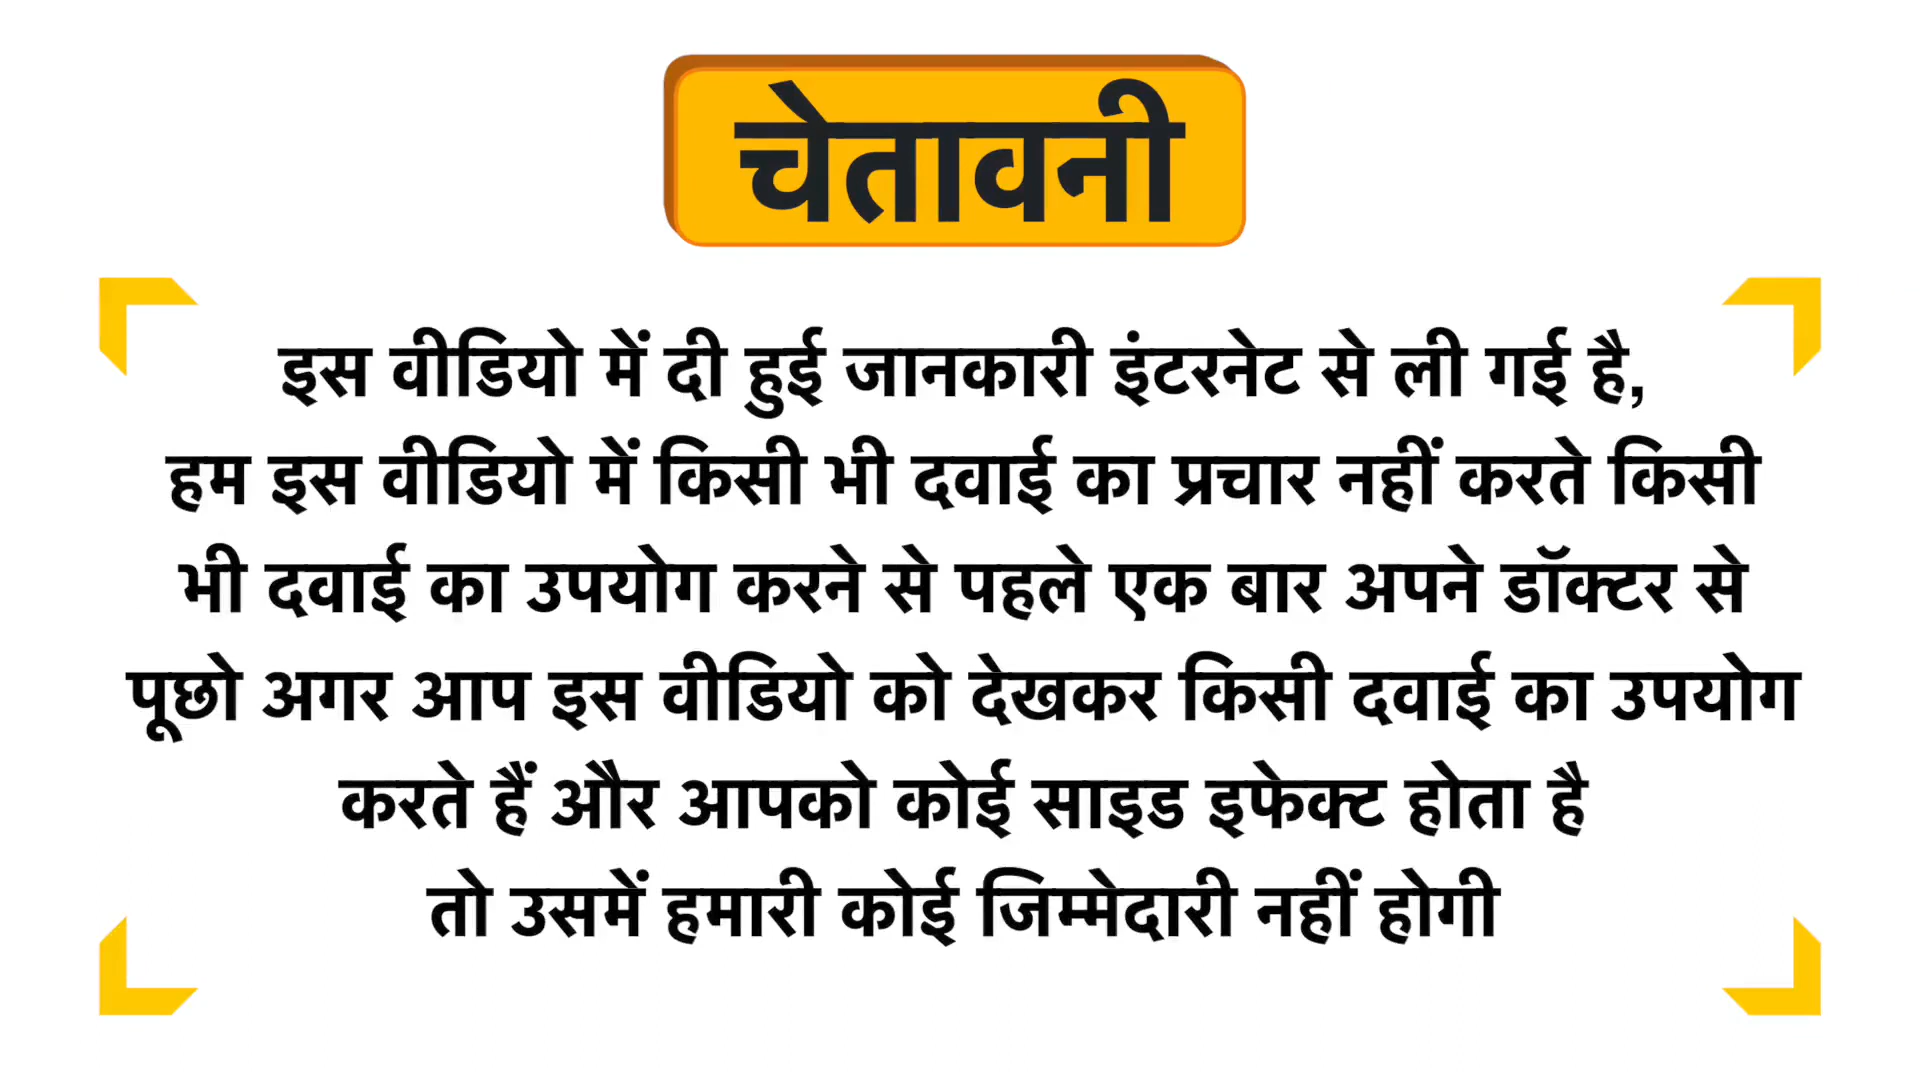 चेतावनी
इस वीडियो में दी हुई जानकारी इंटरनेट से ली गई है,
हम इस वीडियो में किसी भी दवाई का प्रचार नहीं करते किसी
भी दवाई का उपयोग करने से पहले एक बार अपने डॉक्टर से
पूछो अगर आप इस वीडियो को देखकर किसी दवाई का उपयोग
करते हैं और आपको कोई साइड इफेक्ट होता है
तो उसमें हमारी कोई जिम्मेदारी नहीं होगी